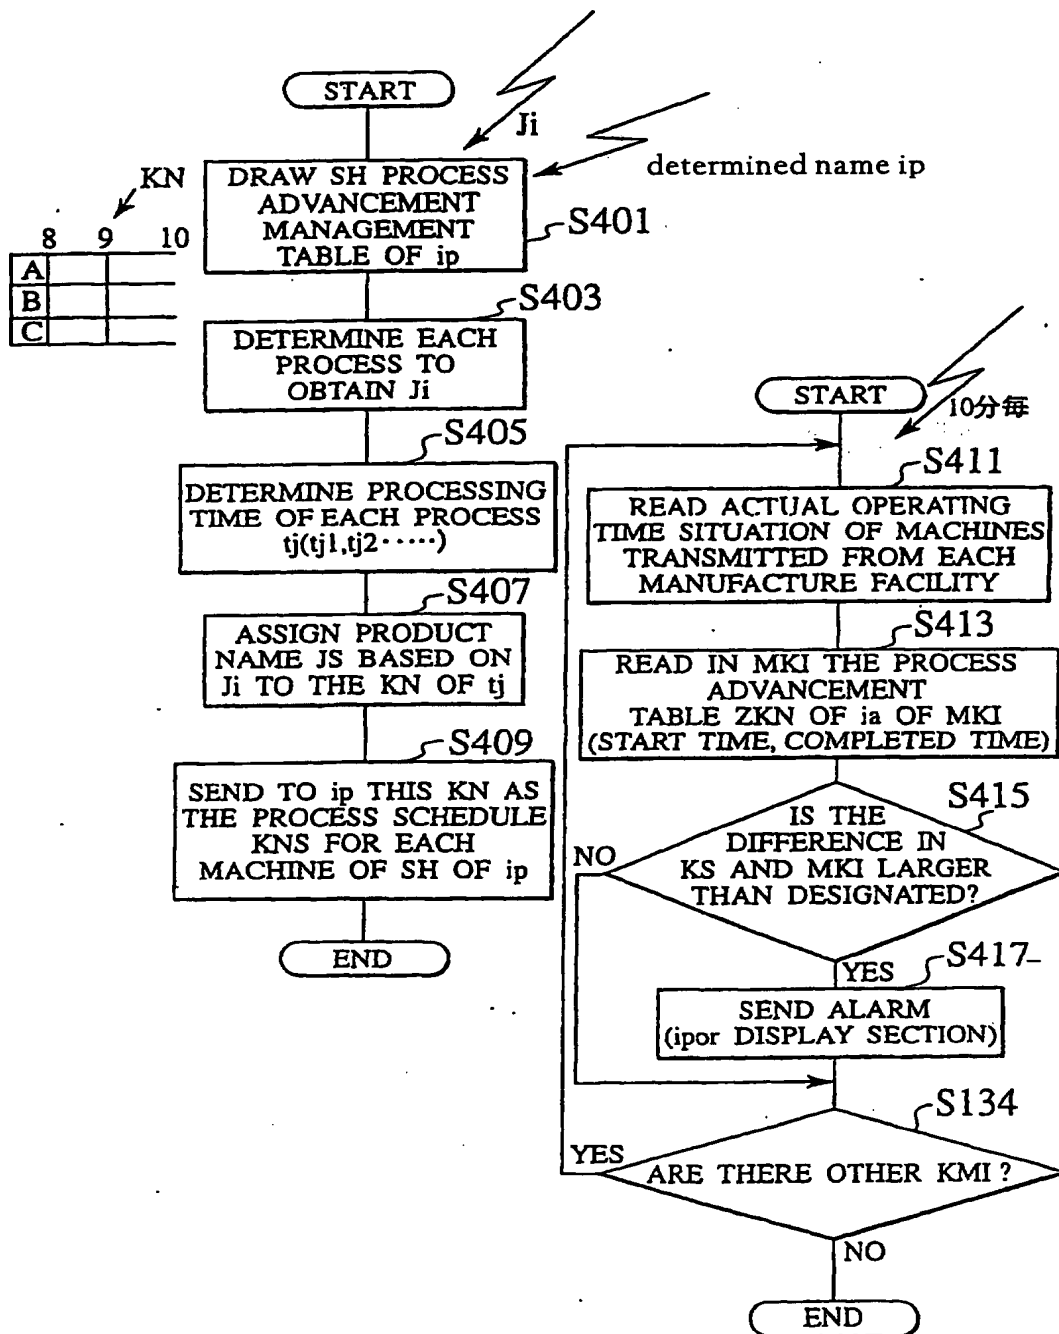 START
Ji
determined name ip
KN
8 9 10
A
B
C
DRAW SH PROCESS
ADVANCEMENT
MANAGEMENT
TABLE OF ip
S401
S403
DETERMINE EACH
PROCESS TO
OBTAIN Ji
S405
DETERMINE PROCESSING
TIME OF EACH PROCESS
tj(tj1,tj2·····)
S407
ASSIGN PRODUCT
NAME JS BASED ON
Ji TO THE KN OF tj
S409
SEND TO ip THIS KN AS
THE PROCESS SCHEDULE
KNS FOR EACH
MACHINE OF SH OF ip
END
START
10分毎
S411
READ ACTUAL OPERATING
TIME SITUATION OF MACHINES
TRANSMITTED FROM EACH
MANUFACTURE FACILITY
S413
READ IN MKI THE PROCESS
ADVANCEMENT
TABLE ZKN OF ia OF MKI
(START TIME, COMPLETED TIME)
S415
IS THE
DIFFERENCE IN
KS AND MKI LARGER
THAN DESIGNATED?
NO
YES
S417
SEND ALARM
(ipor DISPLAY SECTION)
S134
YES
ARE THERE OTHER KMI ?
NO
END